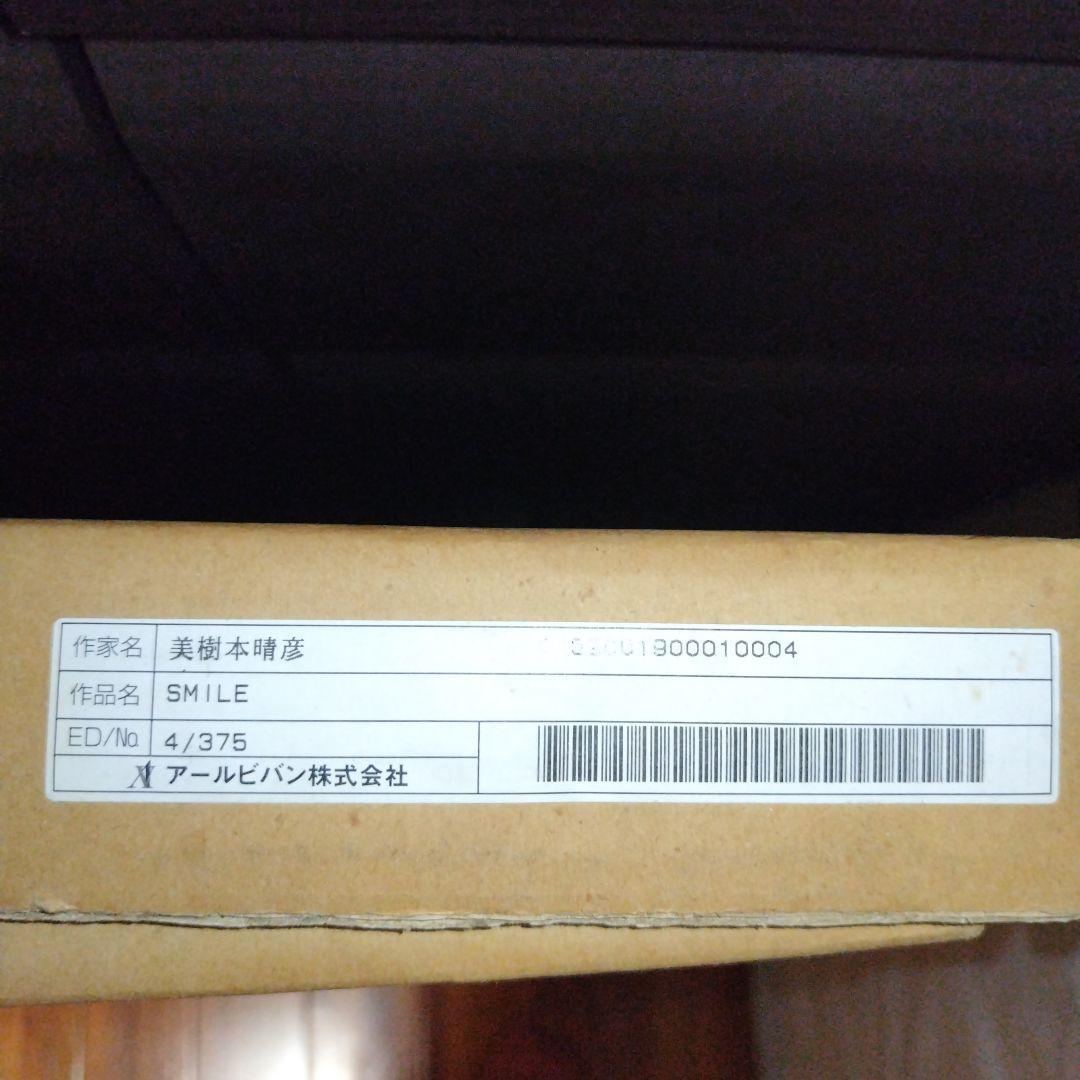 作家名 美樹本晴彦 001900010004
作品名 SMILE
ED/No. 4/375
アールビバン株式会社